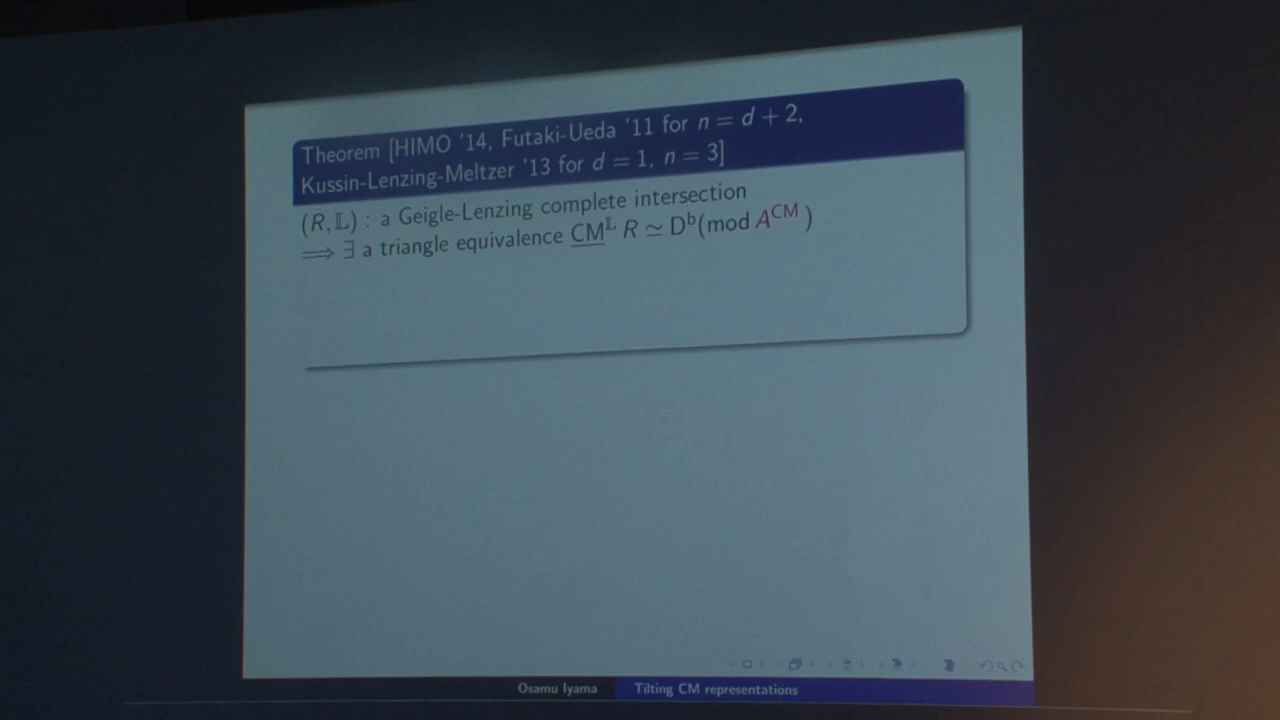 Theorem [HIMO '14, Futaki-Ueda '11 for n = d + 2,
Kussin-Lenzing-Meltzer '13 for d = 1, n = 3]
(R, 𝕃) : a Geigle-Lenzing complete intersection
⟹ ∃ a triangle equivalence C̲M̲^𝕃 R ≃ D^b(mod A^CM)
Osamu Iyama Tilting CM representations